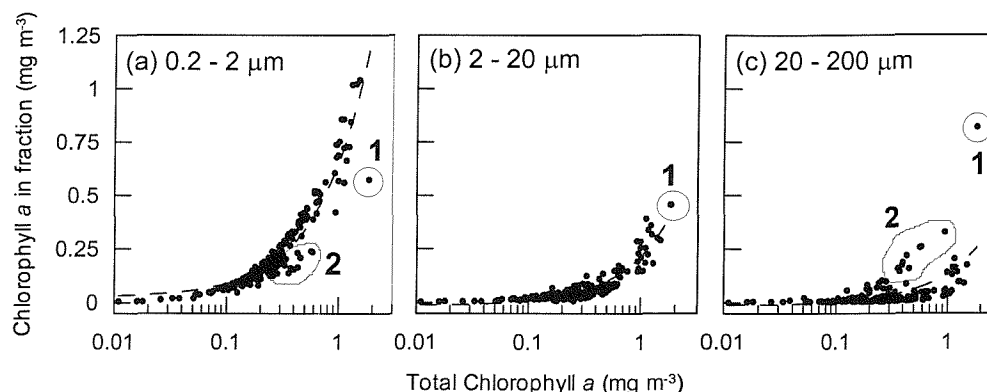 Chlorophyll a in fraction (mg m-3)
1.25
1
0.75
0.5
0.25
0
(a) 0.2 - 2 μm
1
2
(b) 2 - 20 μm
1
(c) 20 - 200 μm
1
2
0.01 0.1 1 0.01 0.1 1 0.01 0.1 1
Total Chlorophyll a (mg m-3)